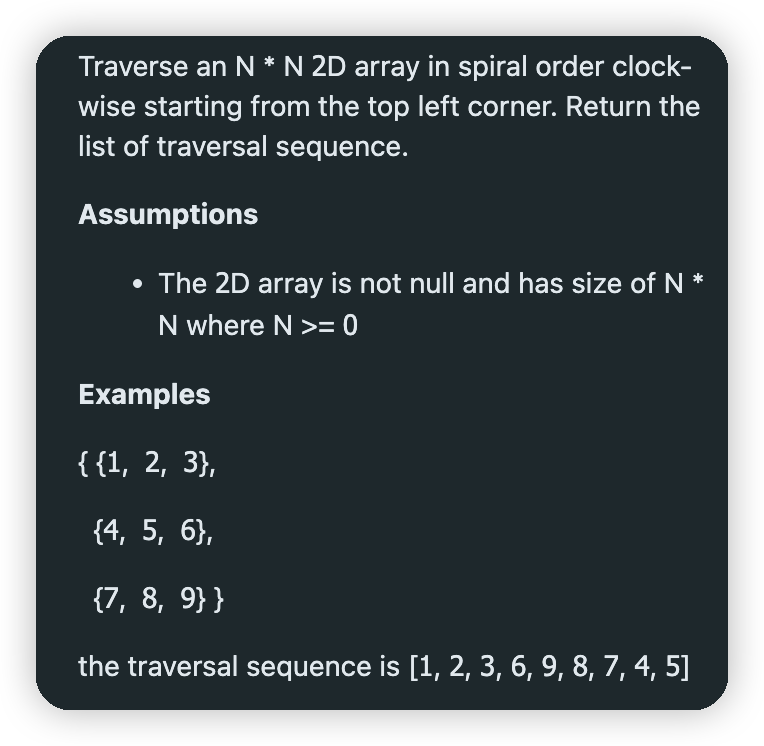 Traverse an N * N 2D array in spiral order clock-
wise starting from the top left corner. Return the
list of traversal sequence.
Assumptions
• The 2D array is not null and has size of N *
N where N >= 0
Examples
{ {1,  2,  3},
{4,  5,  6},
{7,  8,  9} }
the traversal sequence is [1, 2, 3, 6, 9, 8, 7, 4, 5]